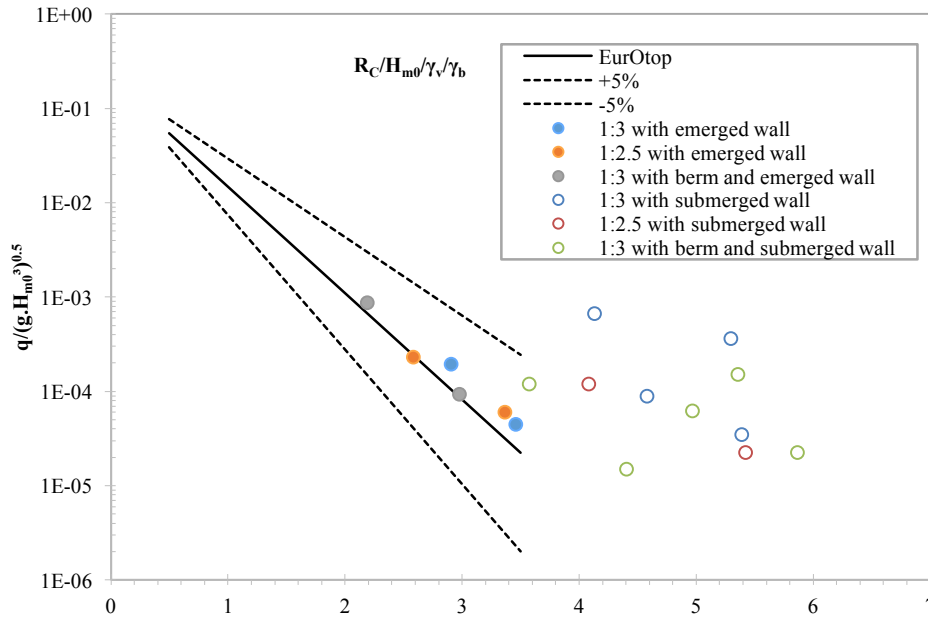 1E+00
1E-01
1E-02
1E-03
1E-04
1E-05
1E-06
q/(g.Hm0³)^0.5
RC/Hm0/γv/γb
EurOtop
+5%
-5%
1:3 with emerged wall
1:2.5 with emerged wall
1:3 with berm and emerged wall
1:3 with submerged wall
1:2.5 with submerged wall
1:3 with berm and submerged wall
0 1 2 3 4 5 6 7